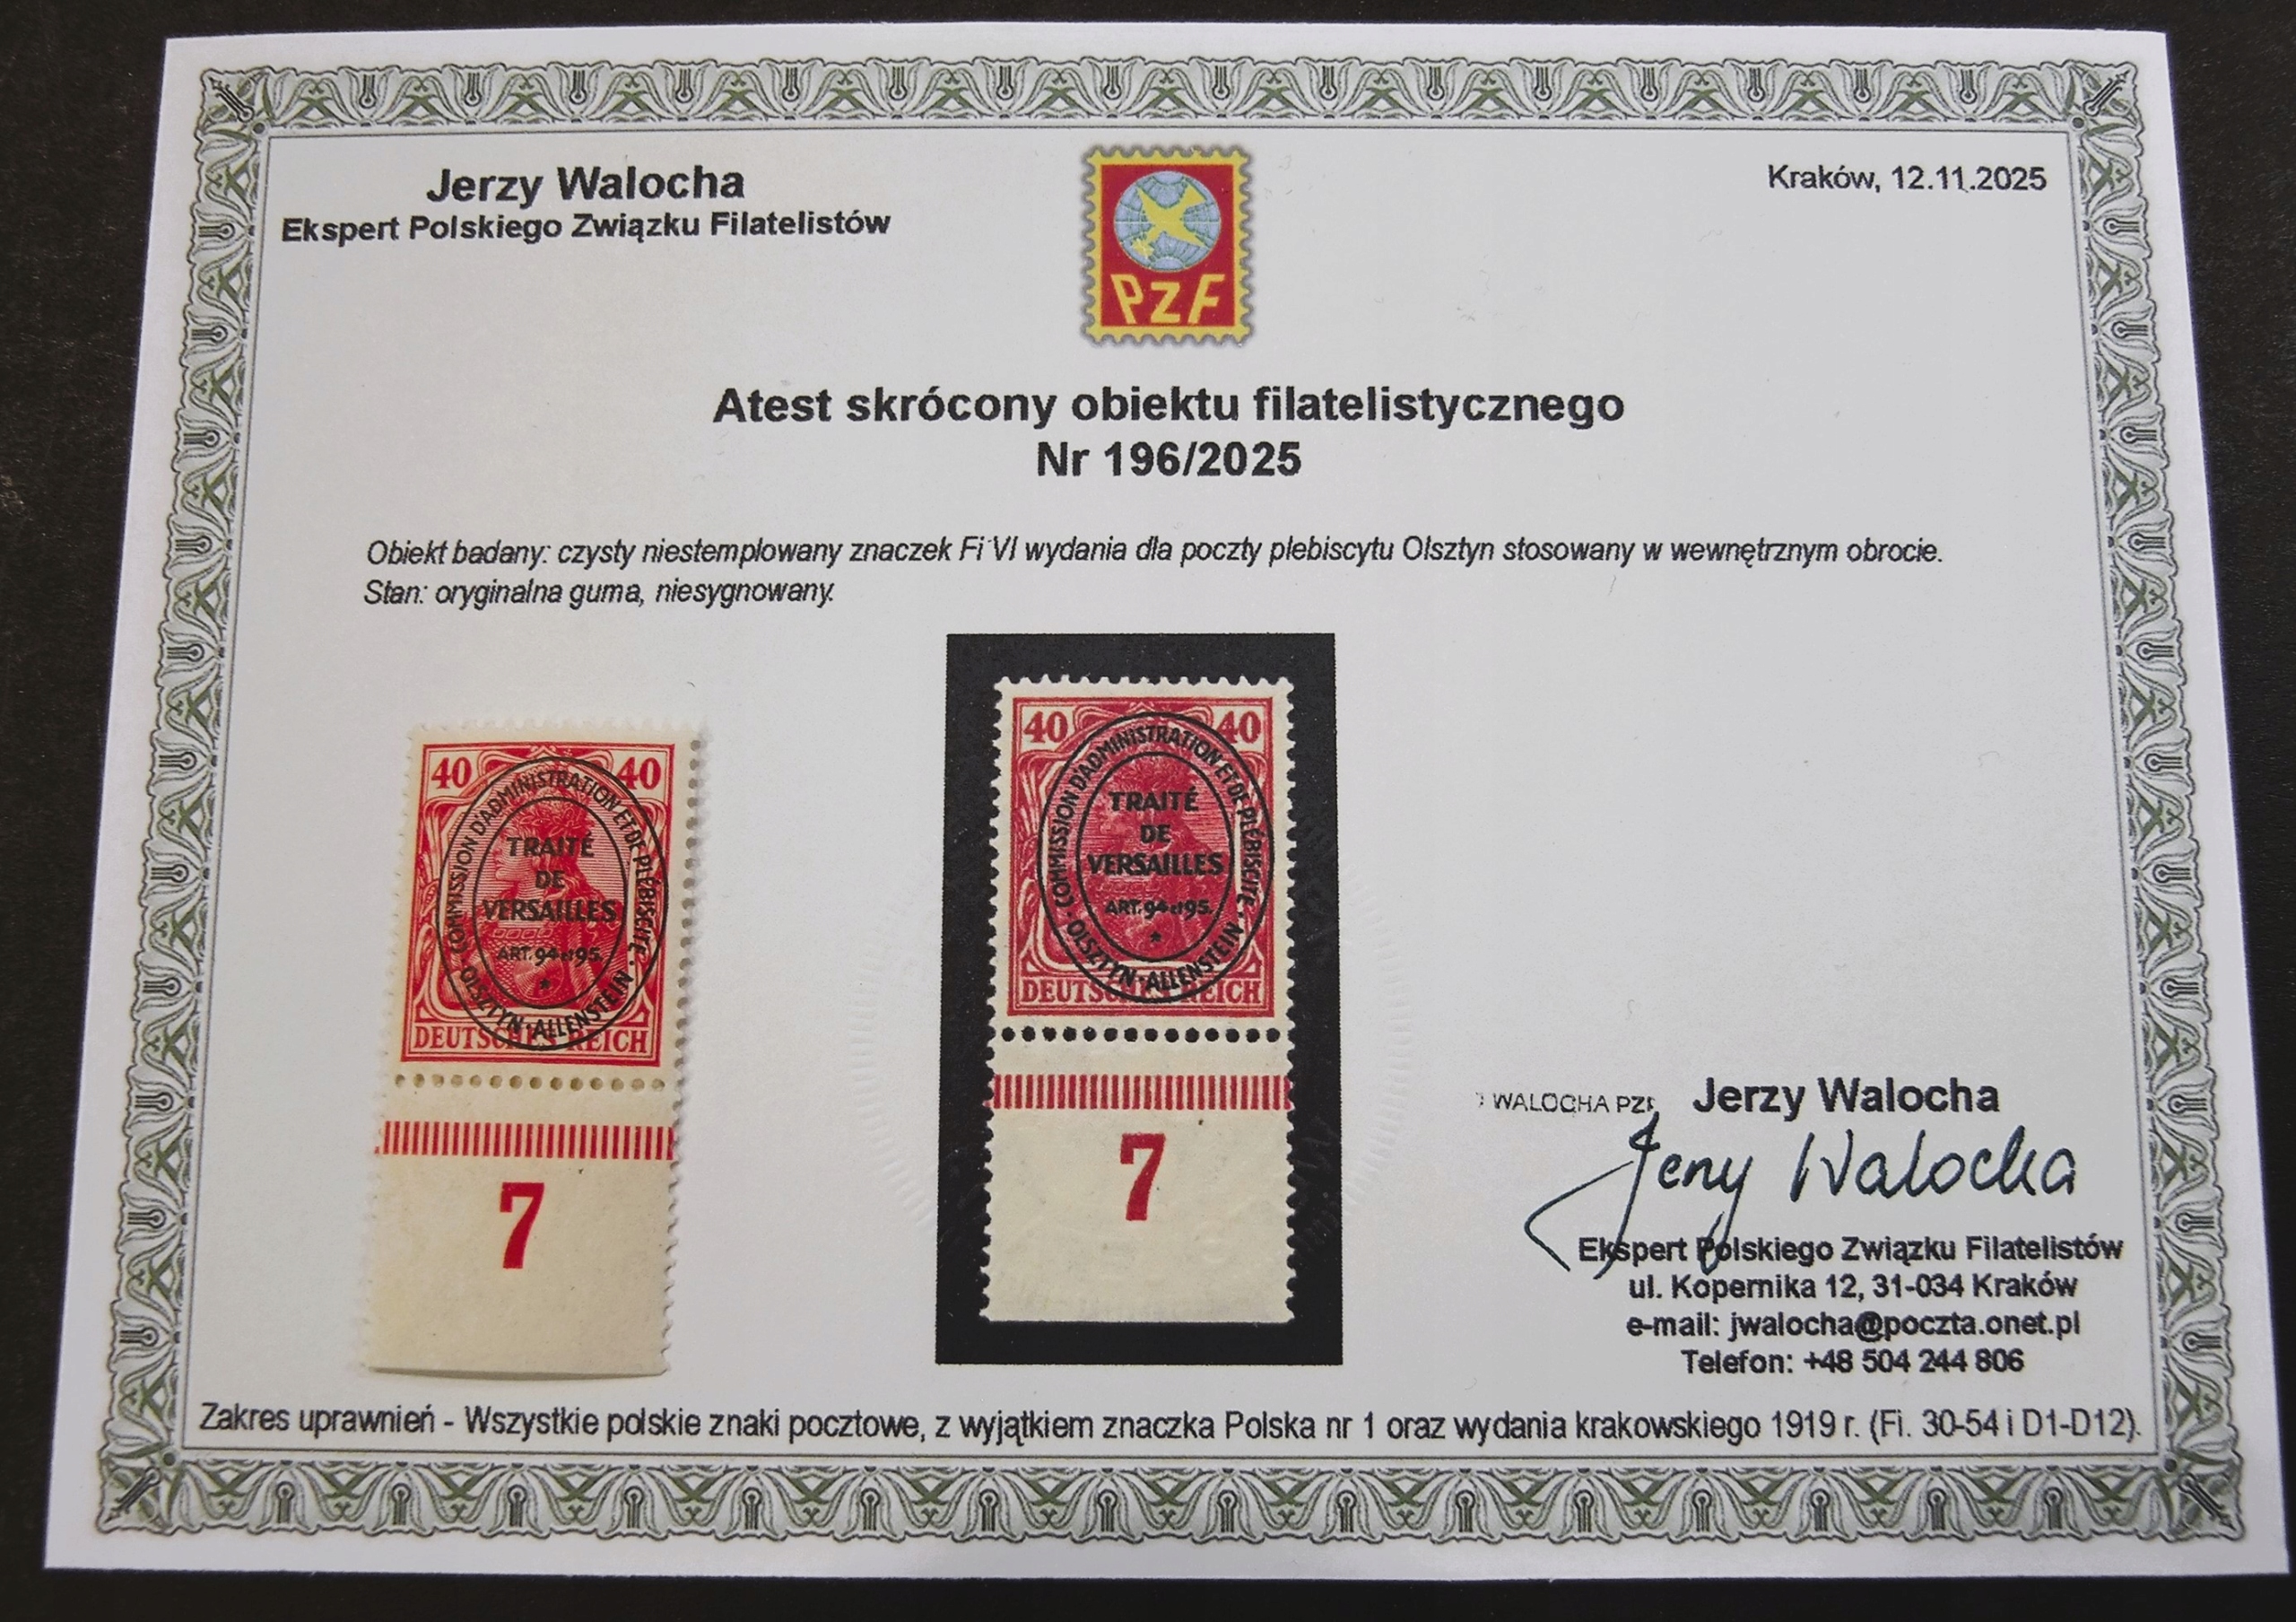 Jerzy Walocha
Ekspert Polskiego Związku Filatelistów
Kraków, 12.11.2025
PZF
Atest skrócony obiektu filatelistycznego
Nr 196/2025
Obiekt badany: czysty niestemplowany znaczek Fi VI wydania dla poczty plebiscytu Olsztyn stosowany w wewnętrznym obrocie.
Stan: oryginalna guma, niesygnowany.
40 40
COMMISSION D'ADMINISTRATION ET DE PLÉBISCITE
TRAITÉ
DE
VERSAILLES
ART. 94 et 95.
*
OLSZTYN · ALLENSTEIN
DEUTSCHES REICH
7
40 40
COMMISSION D'ADMINISTRATION ET DE PLÉBISCITE
TRAITÉ
DE
VERSAILLES
ART. 94 et 95.
*
OLSZTYN · ALLENSTEIN
DEUTSCHES REICH
7
WALOCHA PZF
Jerzy Walocha
Jerzy Walocha
Ekspert Polskiego Związku Filatelistów
ul. Kopernika 12, 31-034 Kraków
e-mail: jwalocha@poczta.onet.pl
Telefon: +48 504 244 806
Zakres uprawnień - Wszystkie polskie znaki pocztowe, z wyjątkiem znaczka Polska nr 1 oraz wydania krakowskiego 1919 r. (Fi. 30-54 i D1-D12).